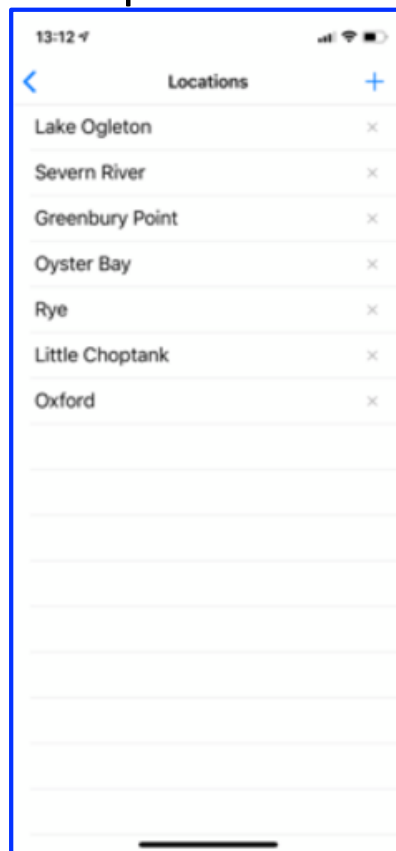 13:12
Locations
Lake Ogleton
Severn River
Greenbury Point
Oyster Bay
Rye
Little Choptank
Oxford